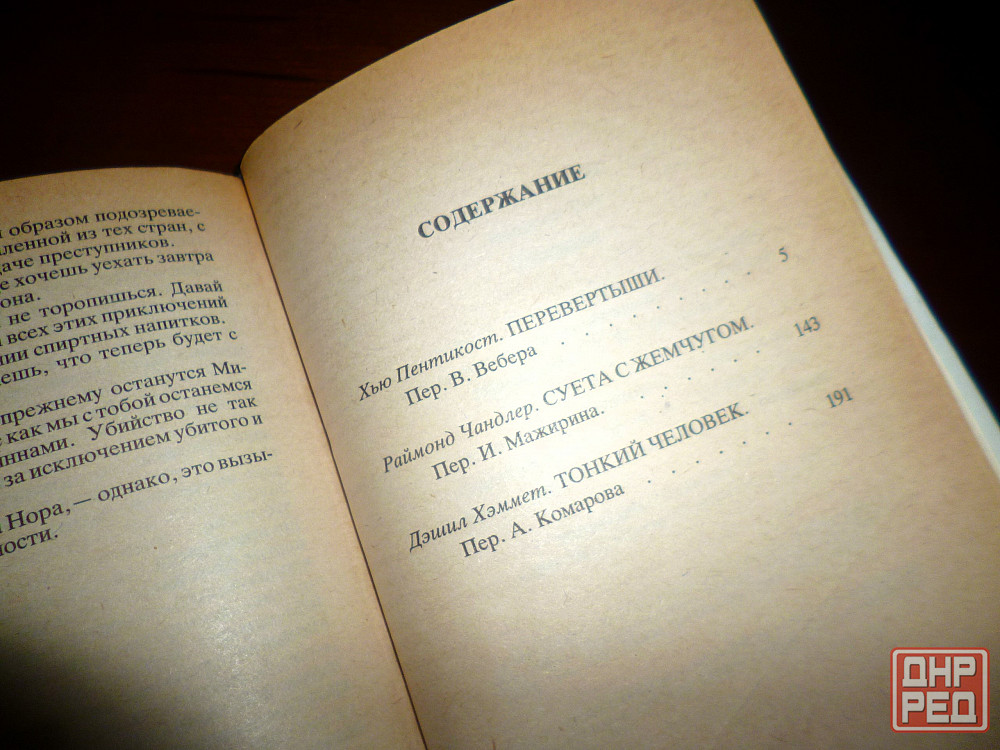 образом подозревае-
ленной из тех стран, с
даче преступников.
е хочешь уехать завтра
она.
не торопишься. Давай
всех этих приключений
нии спиртных напитков.
ешь, что теперь будет с
прежнему останутся Ми-
как мы с тобой останемся
иннами. Убийство не так
за исключением убитого и
Нора, — однако, это вызы-
ности.
СОДЕРЖАНИЕ
Хью Пентикост. ПЕРЕВЕРТЫШИ.
Пер. В. Вебера . . . . . . . 5
Раймонд Чандлер. СУЕТА С ЖЕМЧУГОМ.
Пер. И. Мажирина. . . . . . 143
Дэшил Хэммет. ТОНКИЙ ЧЕЛОВЕК.
Пер. А. Комарова . . . . . . 191
ДНР
РЕД